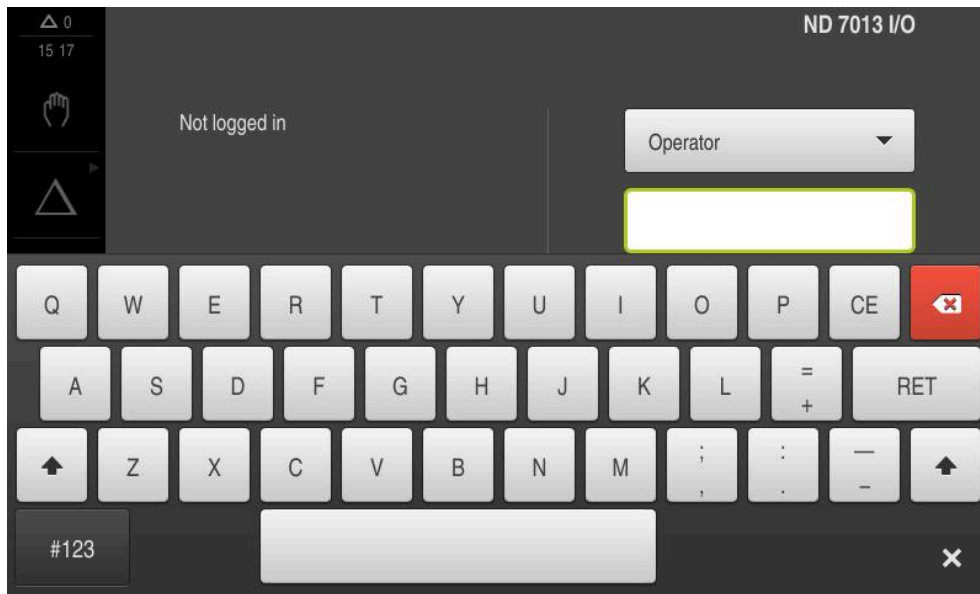 0
15 17
ND 7013 I/O
Not logged in
Operator
Q W E R T Y U I O P CE
A S D F G H J K L = + RET
Z X C V B N M ; , : . — –
#123